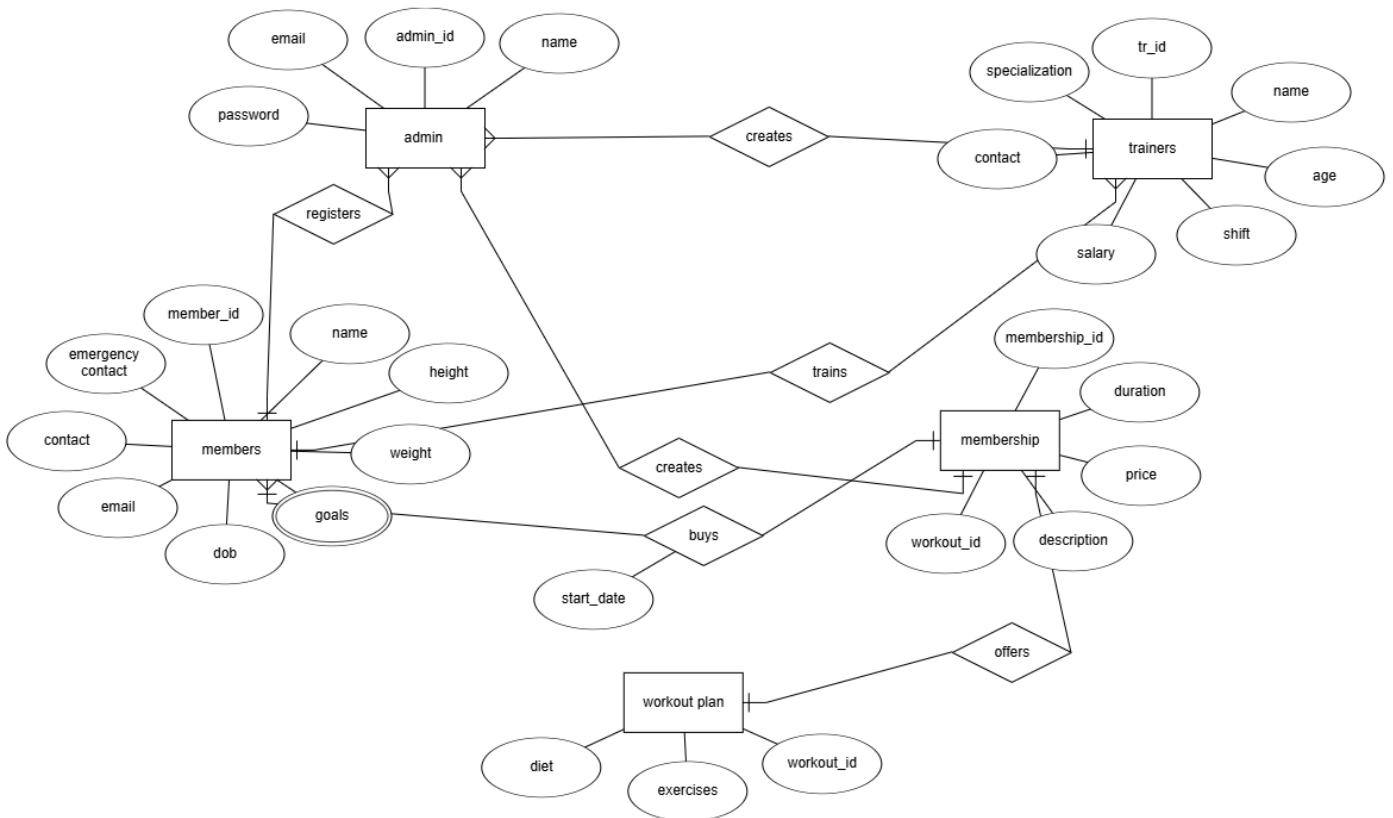 email
admin_id
name
password
admin
creates
specialization
tr_id
name
contact
trainers
age
shift
salary
registers
member_id
name
emergency
contact
height
contact
members
weight
email
goals
dob
trains
membership_id
duration
membership
price
workout_id
description
creates
buys
start_date
offers
workout plan
diet
exercises
workout_id